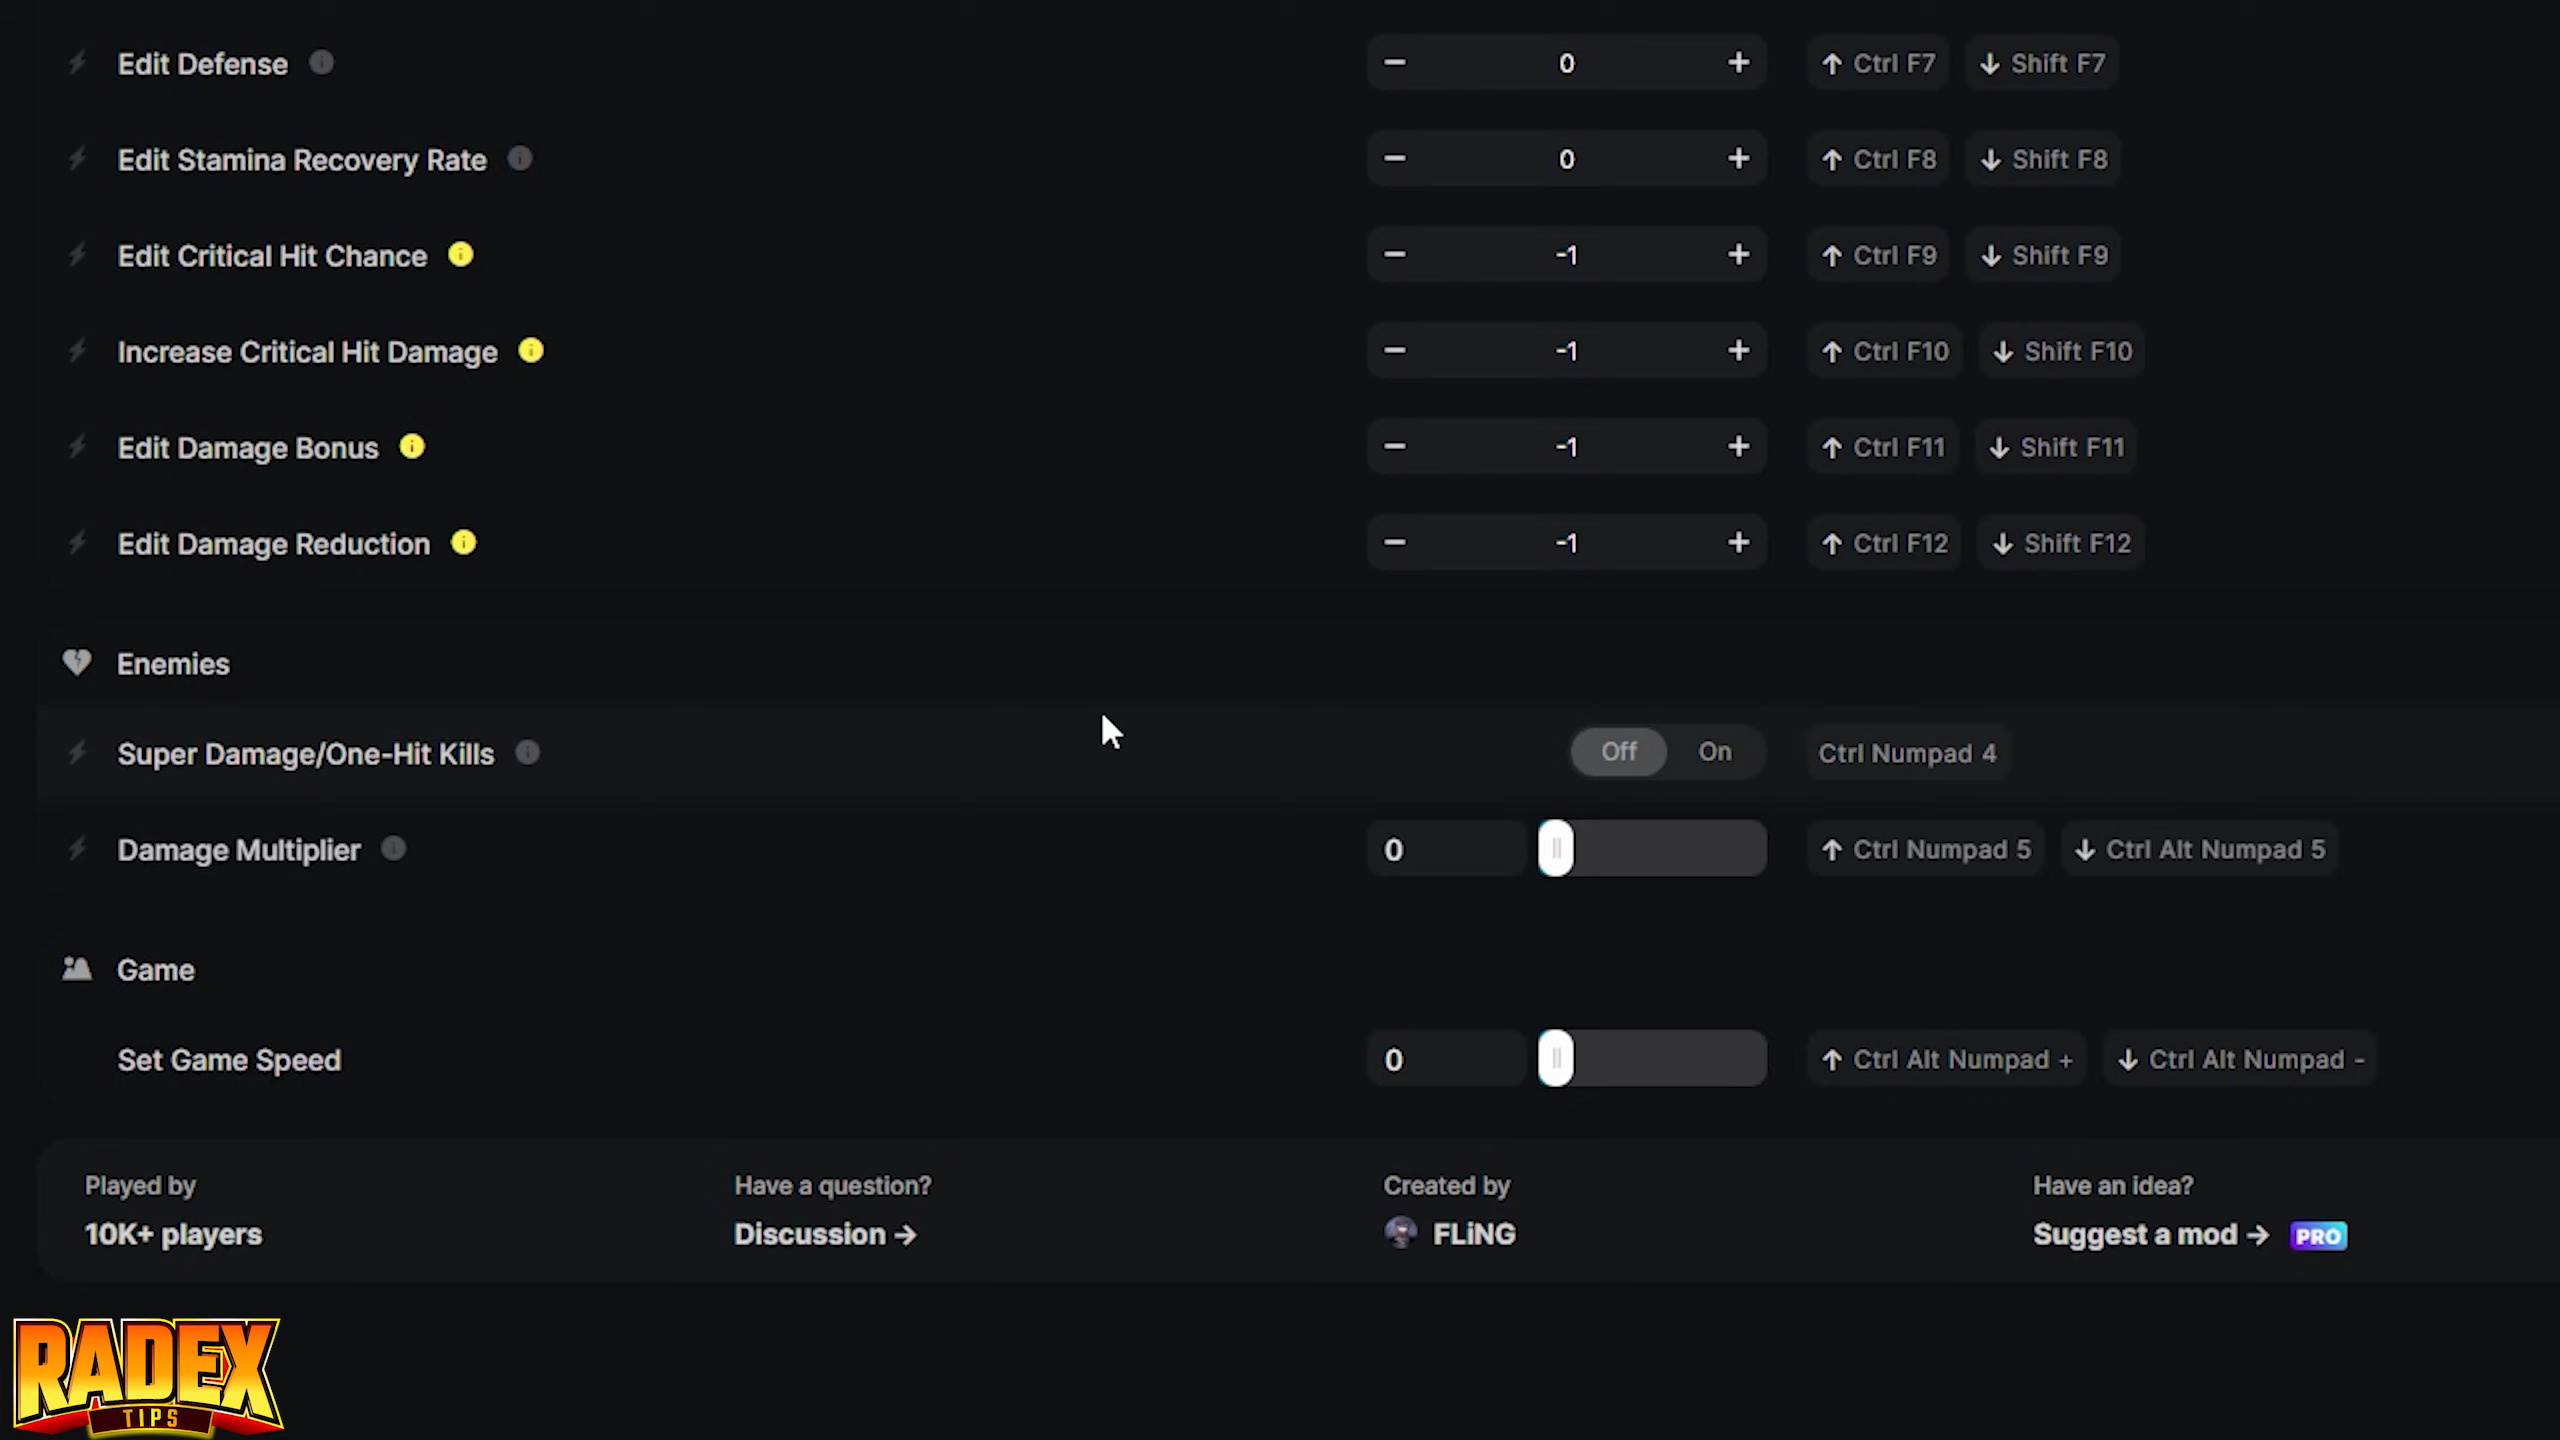 Edit Defense - 0 + ↑ Ctrl F7 ↓ Shift F7
Edit Stamina Recovery Rate - 0 + ↑ Ctrl F8 ↓ Shift F8
Edit Critical Hit Chance - -1 + ↑ Ctrl F9 ↓ Shift F9
Increase Critical Hit Damage - -1 + ↑ Ctrl F10 ↓ Shift F10
Edit Damage Bonus - -1 + ↑ Ctrl F11 ↓ Shift F11
Edit Damage Reduction - -1 + ↑ Ctrl F12 ↓ Shift F12
Enemies
Super Damage/One-Hit Kills Off On Ctrl Numpad 4
Damage Multiplier 0 ↑ Ctrl Numpad 5 ↓ Ctrl Alt Numpad 5
Game
Set Game Speed 0 ↑ Ctrl Alt Numpad + ↓ Ctrl Alt Numpad -
Played by Have a question? Created by Have an idea?
10K+ players Discussion → FLiNG Suggest a mod → PRO
RADEX
TIPS